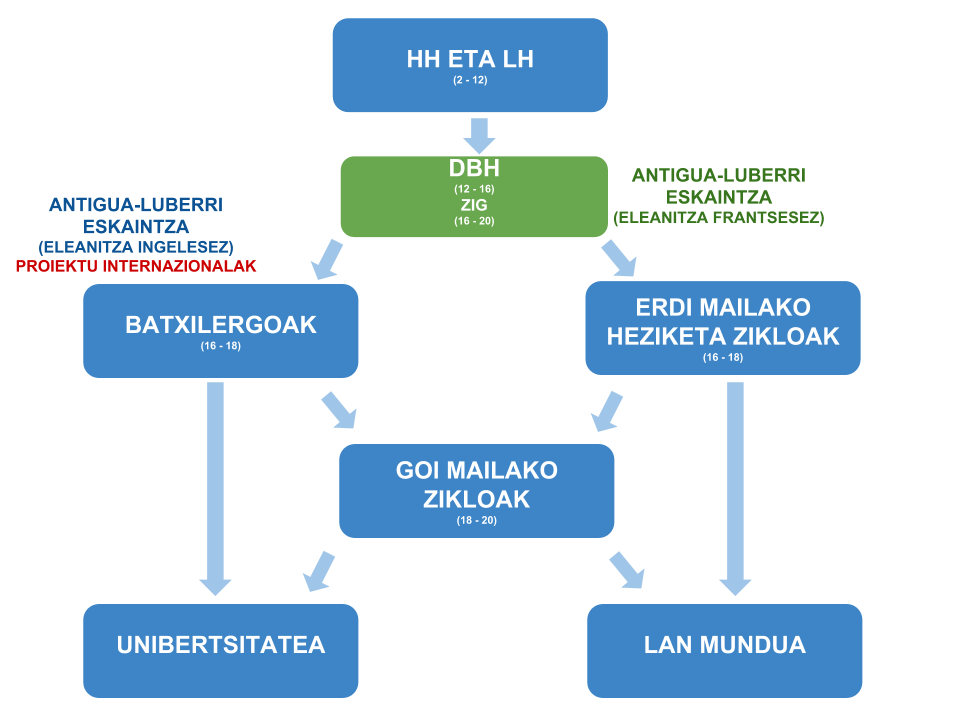 HH ETA LH
(2 - 12)
DBH
(12 - 16)
ZIG
(16 - 20)
ANTIGUA-LUBERRI
ESKAINTZA
(ELEANITZA FRANTSESEZ)
ANTIGUA-LUBERRI
ESKAINTZA
(ELEANITZA INGELESEZ)
PROIEKTU INTERNAZIONALAK
BATXILERGOAK
(16 - 18)
ERDI MAILAKO
HEZIKETA ZIKLOAK
(16 - 18)
GOI MAILAKO
ZIKLOAK
(18 - 20)
UNIBERTSITATEA
LAN MUNDUA